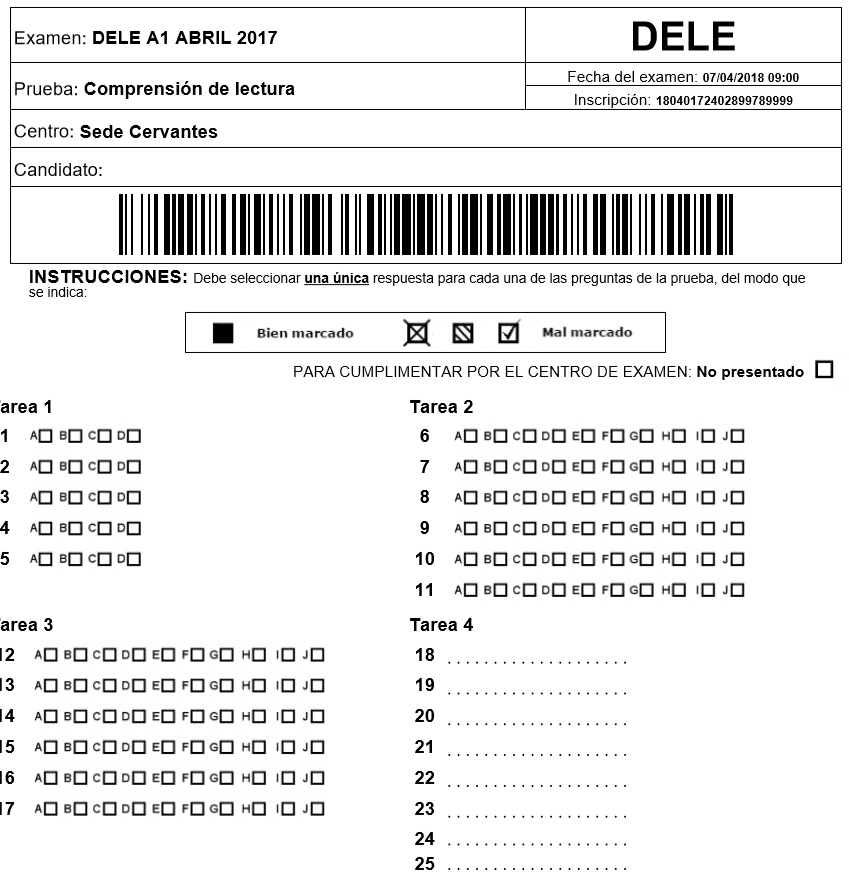 Examen: DELE A1 ABRIL 2017
DELE
Fecha del examen: 07/04/2018 09:00
Prueba: Comprensión de lectura
Inscripción: 18040172402899789999
Centro: Sede Cervantes
Candidato:
INSTRUCCIONES: Debe seleccionar una única respuesta para cada una de las preguntas de la prueba, del modo que
se indica:
Bien marcado Mal marcado
PARA CUMPLIMENTAR POR EL CENTRO DE EXAMEN: No presentado
area 1
1 A B C D
2 A B C D
3 A B C D
4 A B C D
5 A B C D
Tarea 2
6 A B C D E F G H I J
7 A B C D E F G H I J
8 A B C D E F G H I J
9 A B C D E F G H I J
10 A B C D E F G H I J
11 A B C D E F G H I J
area 3
12 A B C D E F G H I J
13 A B C D E F G H I J
14 A B C D E F G H I J
15 A B C D E F G H I J
16 A B C D E F G H I J
17 A B C D E F G H I J
Tarea 4
18 . . . . . . . . . . . . . . . . . . . .
19 . . . . . . . . . . . . . . . . . . . .
20 . . . . . . . . . . . . . . . . . . . .
21 . . . . . . . . . . . . . . . . . . . .
22 . . . . . . . . . . . . . . . . . . . .
23 . . . . . . . . . . . . . . . . . . . .
24 . . . . . . . . . . . . . . . . . . . .
25 . . . . . . . . . . . . . . . . . . . .